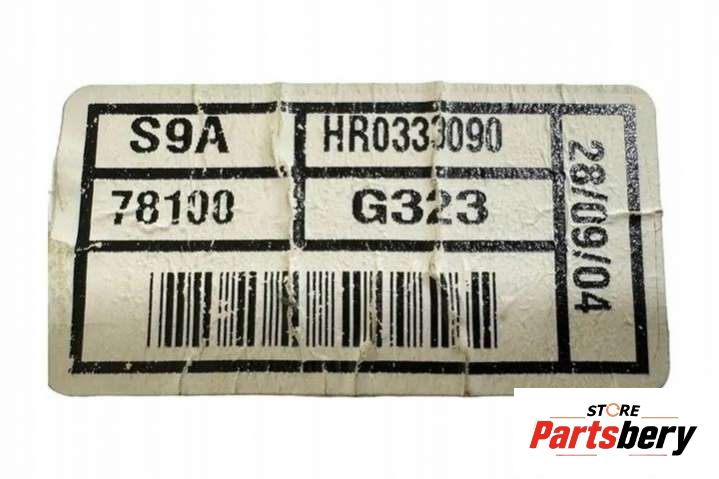 S9A
HR0333090
78100
G323
28/09/04
STORE
Partsbery